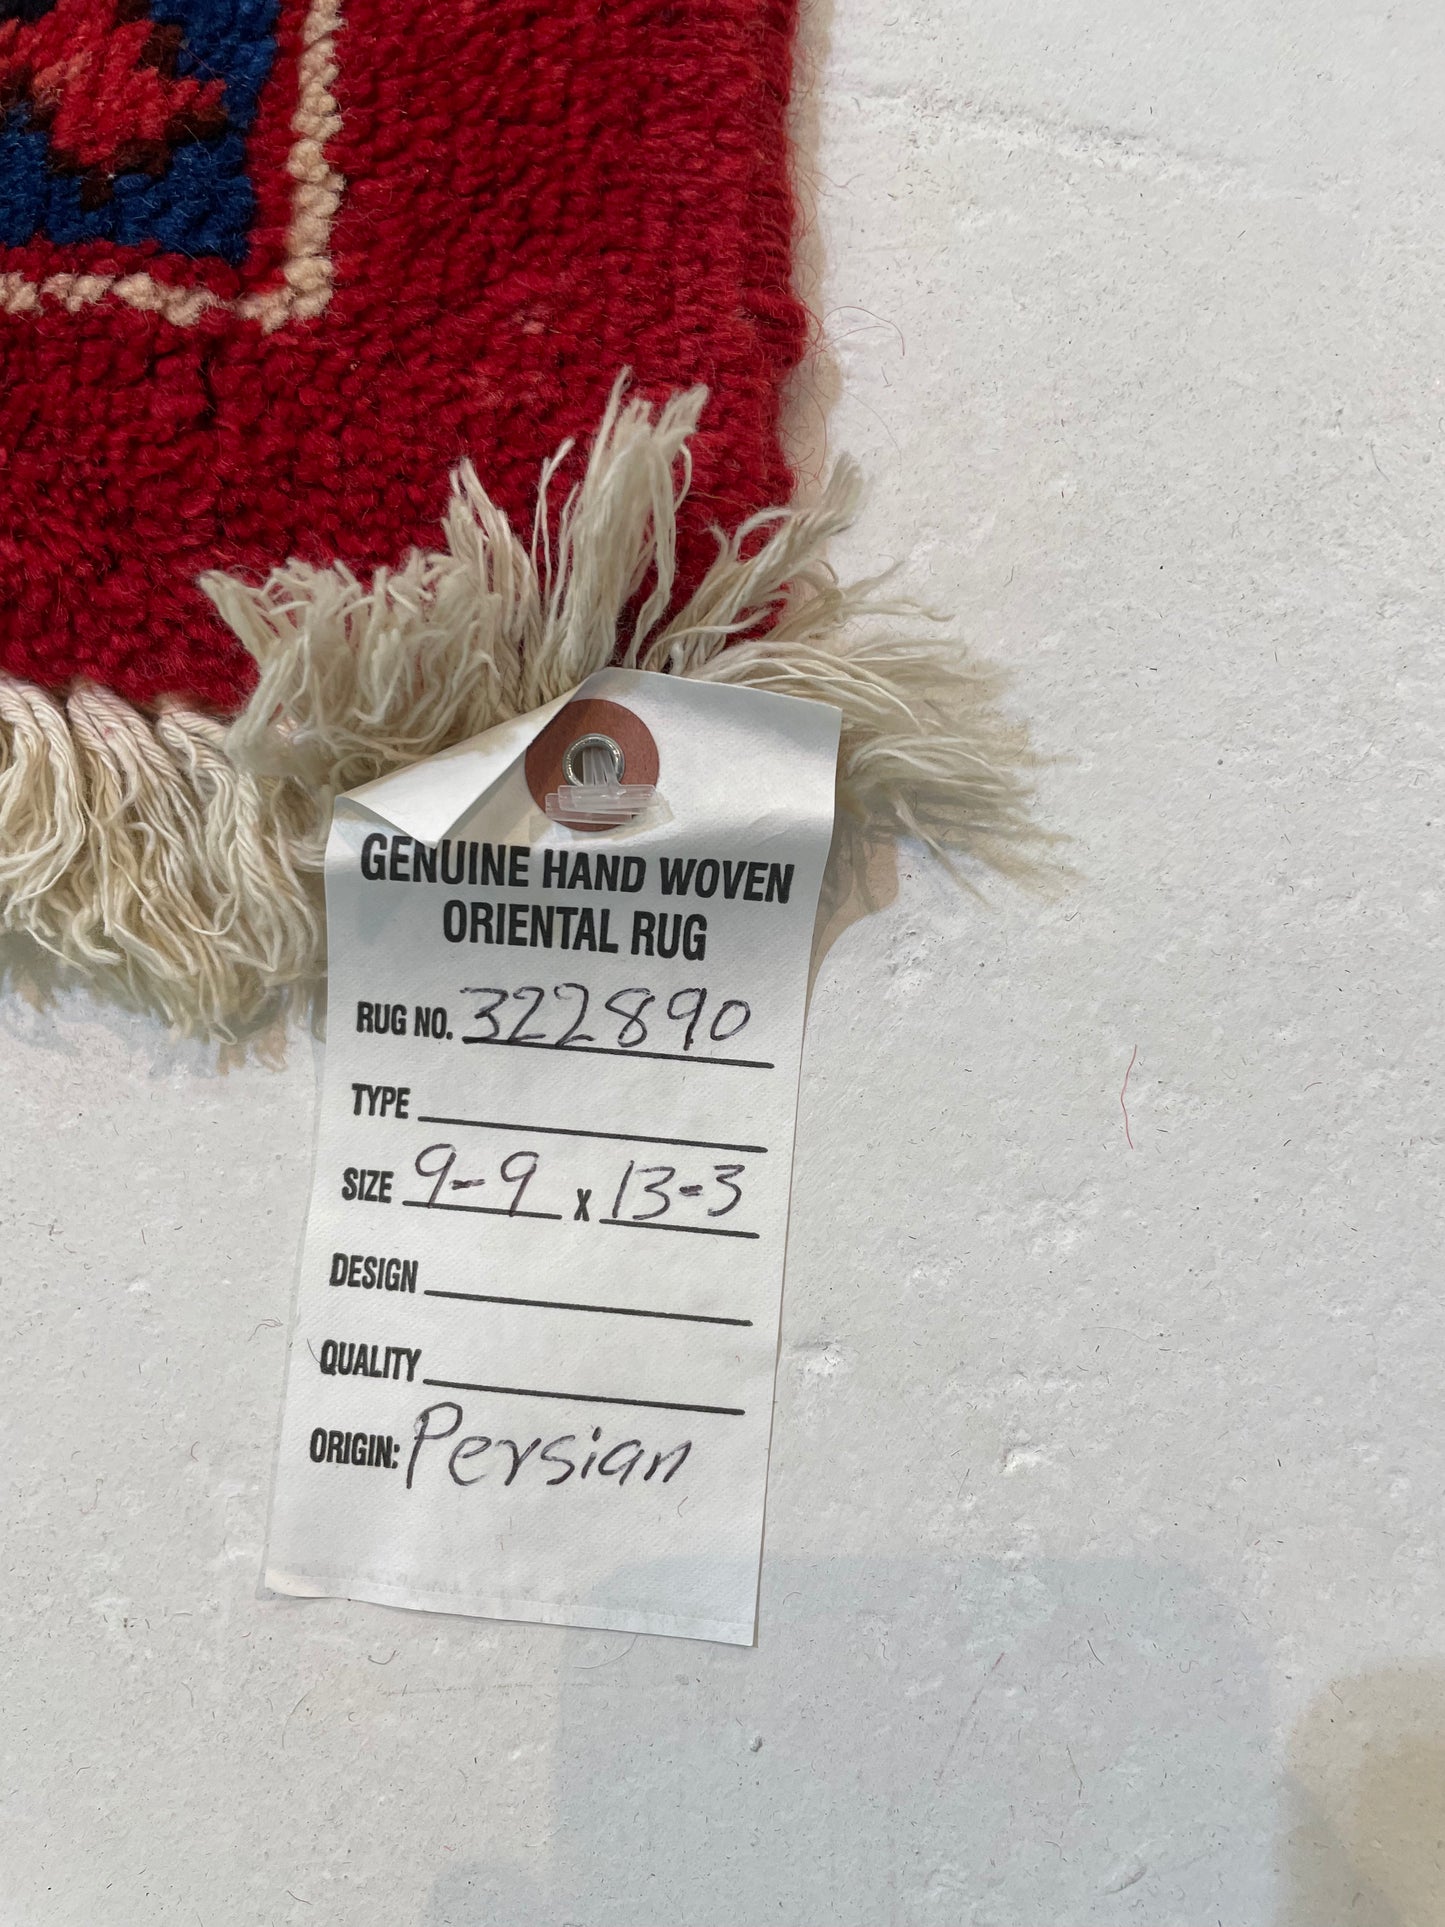 GENUINE HAND WOVEN
ORIENTAL RUG
RUG NO. 322890
TYPE
SIZE 9-9 x 13-3
DESIGN
QUALITY
ORIGIN: Persian